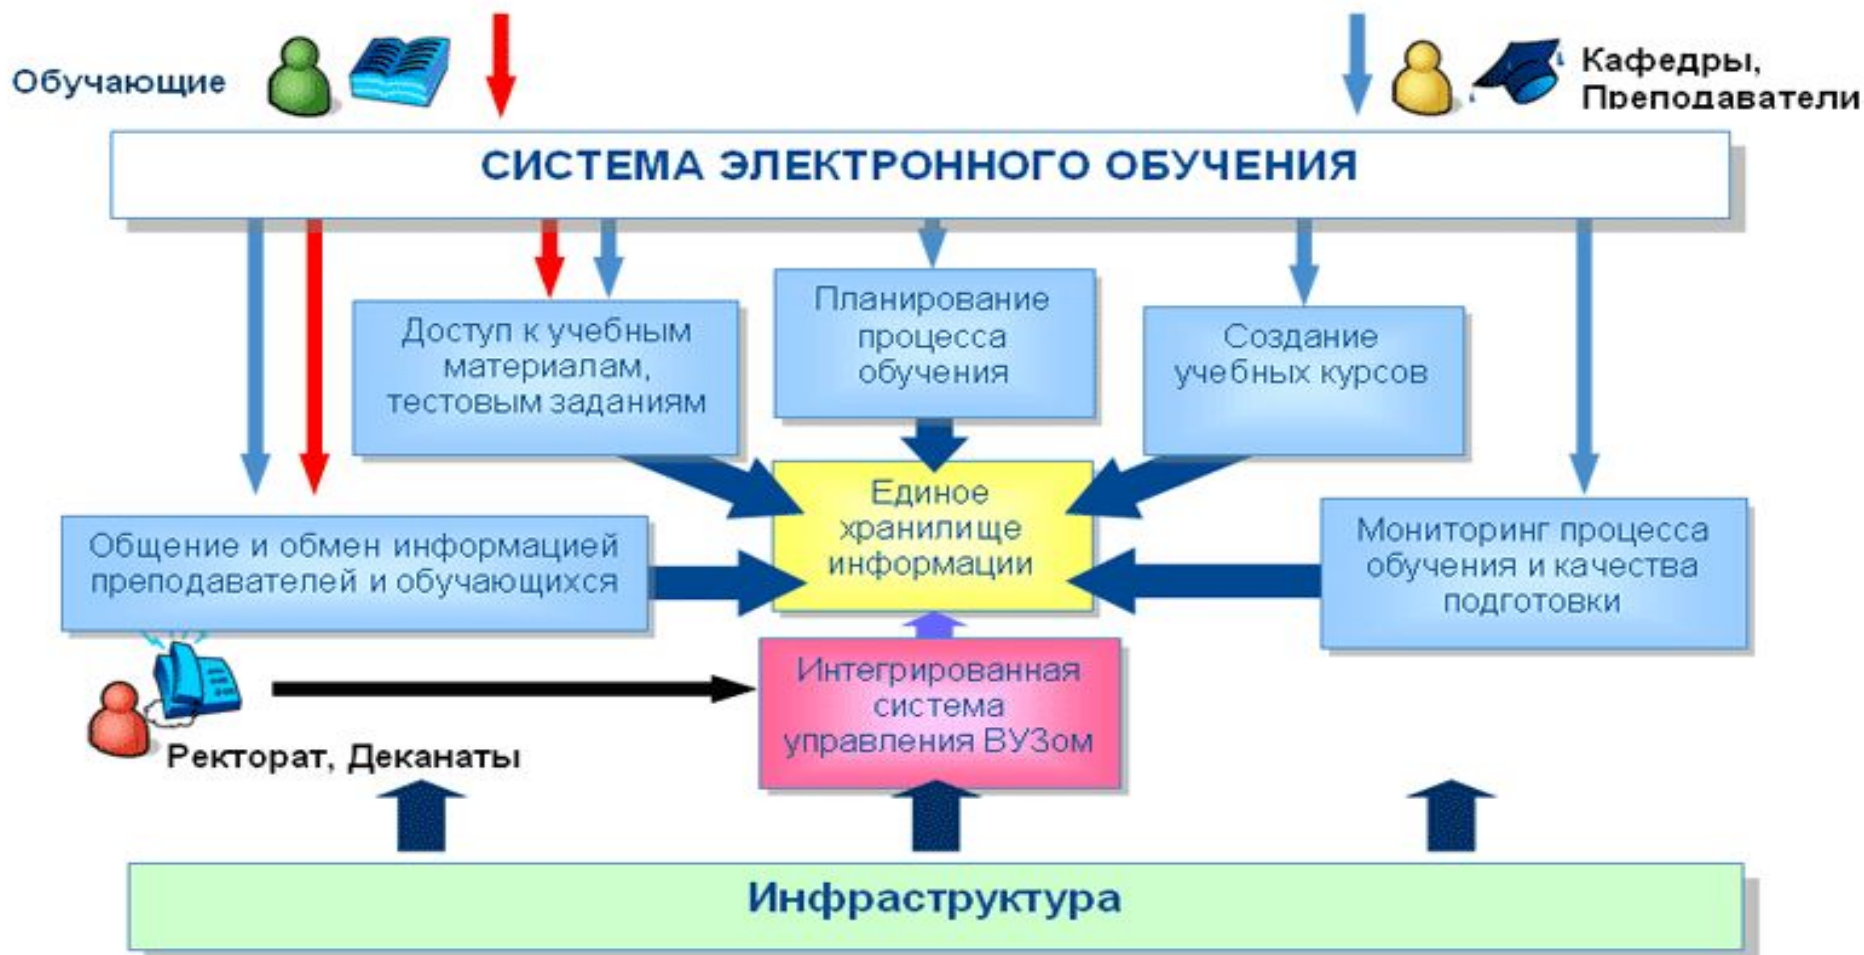 Обучающие
Кафедры,
Преподаватели
СИСТЕМА ЭЛЕКТРОННОГО ОБУЧЕНИЯ
Доступ к учебным
материалам,
тестовым заданиям
Планирование
процесса
обучения
Создание
учебных курсов
Общение и обмен информацией
преподавателей и обучающихся
Единое
хранилище
информации
Мониторинг процесса
обучения и качества
подготовки
Интегрированная
система
управления ВУЗом
Ректорат, Деканаты
Инфраструктура